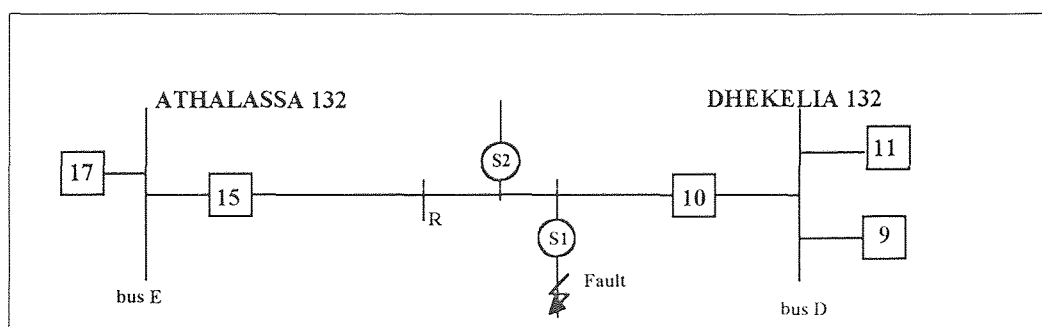 ATHALASSA 132
DHEKELIA 132
17
15
S2
R
S1
10
11
9
Fault
bus E
bus D